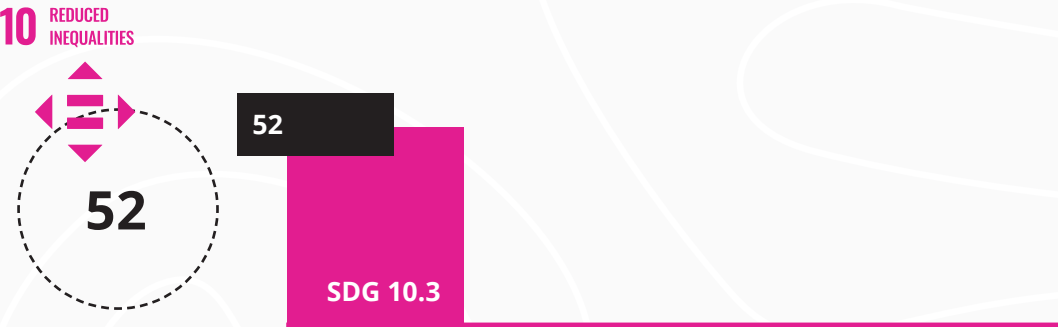 10 REDUCED
INEQUALITIES
52
52
SDG 10.3